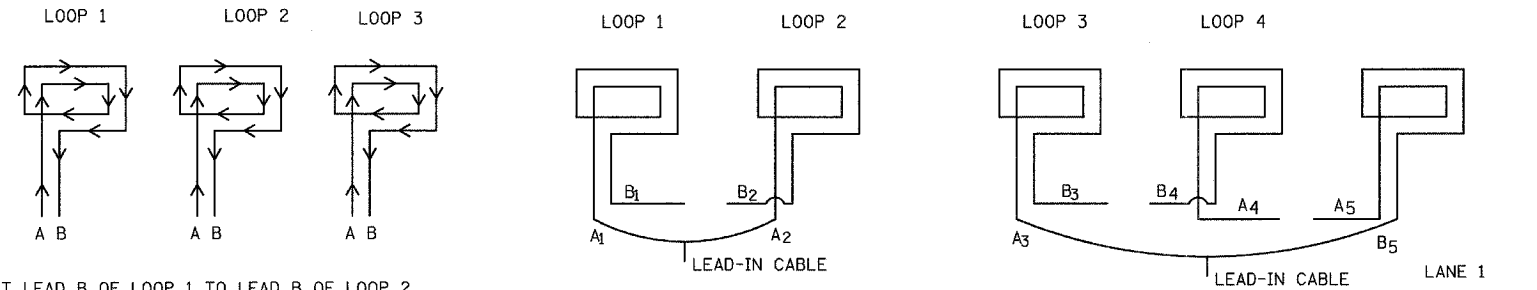 LOOP 1 LOOP 2 LOOP 3 LOOP 1 LOOP 2 LOOP 3 LOOP 4
B1 B2 B3 B4 A4 A5
A B A B A B A1 A2 A3 B5
LEAD-IN CABLE LEAD-IN CABLE LANE 1
LEAD B OF LOOP 1 TO LEAD B OF LOOP 2